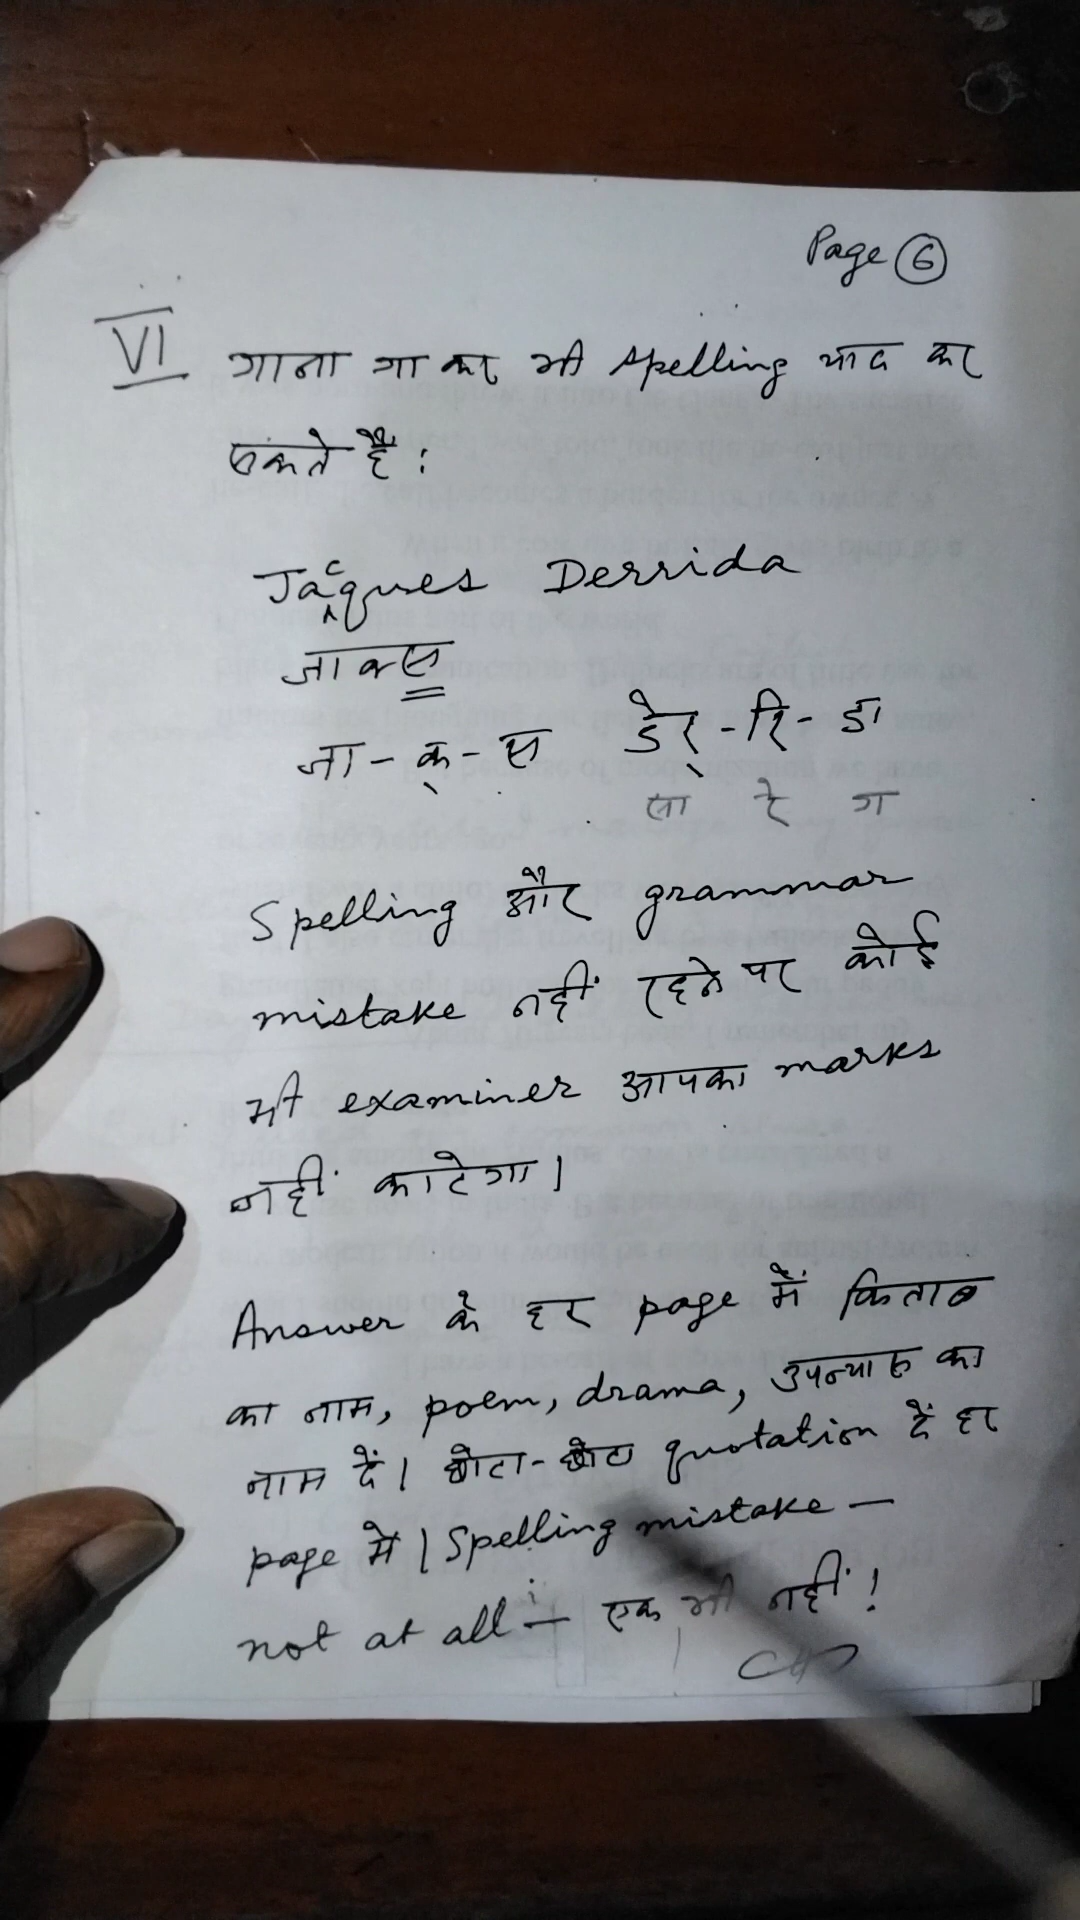 Page 6
VI गाना गा कर भी spelling याद कर
सकते हैं :
Jacques Derrida
जाक्स
जा - क् - स डेर् - रि - डा
सा रे ग
Spelling और grammar
mistake नहीं रहने पर कोई
भी examiner आपका marks
नहीं काटेगा।
Answer के हर page में किताब
का नाम, poem, drama, उपन्यास का
नाम दें। छोटा-छोटा quotation दें हर
page में। Spelling mistake —
not at all — एक भी नहीं !